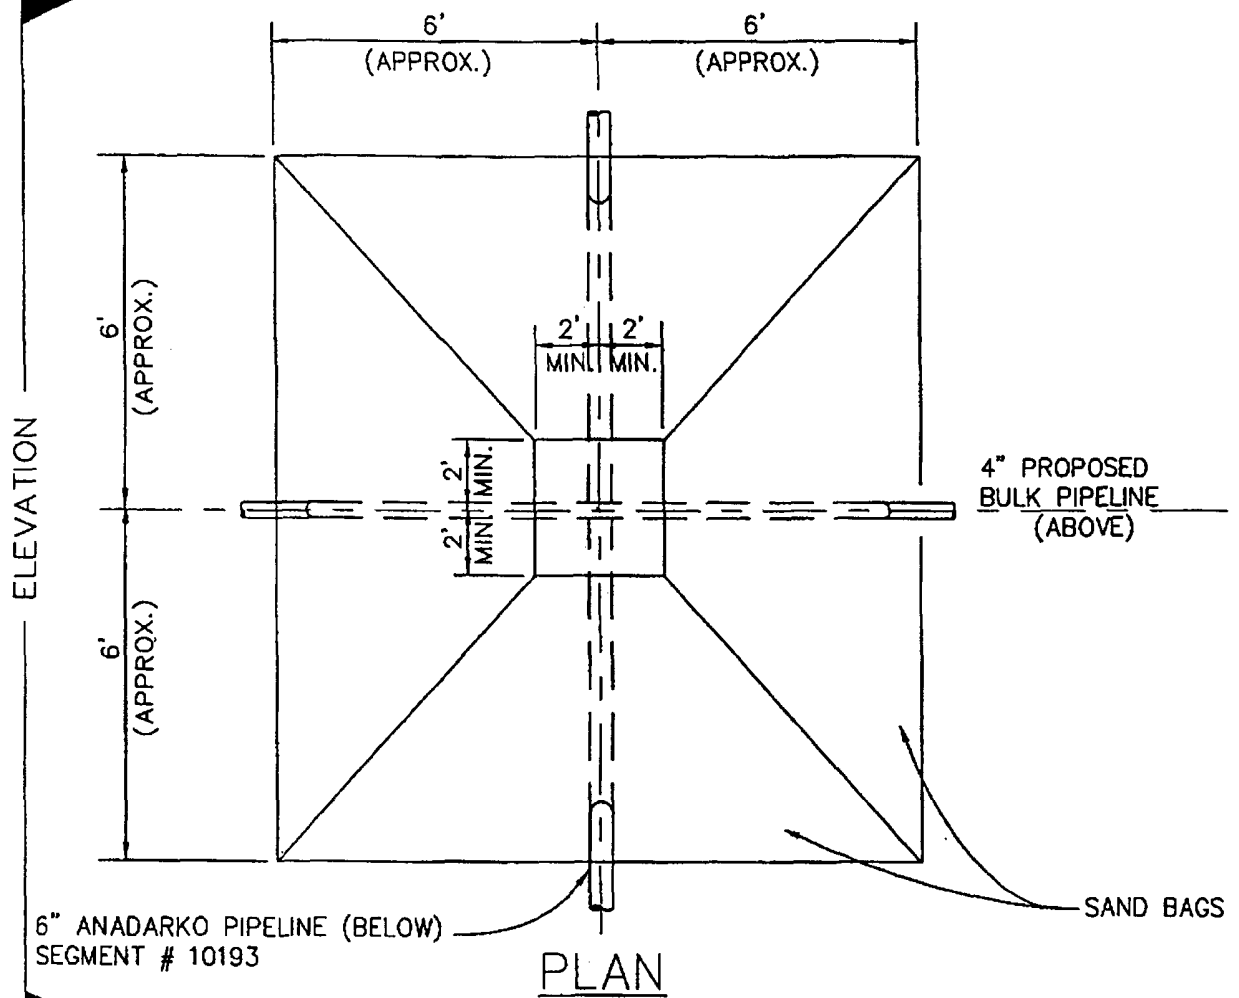 6'
(APPROX.)
6'
(APPROX.)
6'
(APPROX.)
2'
MIN.
2'
MIN.
ELEVATION
2'
MIN.
2'
MIN.
4" PROPOSED
BULK PIPELINE
(ABOVE)
6'
(APPROX.)
6" ANADARKO PIPELINE (BELOW)
SEGMENT # 10193
SAND BAGS
PLAN